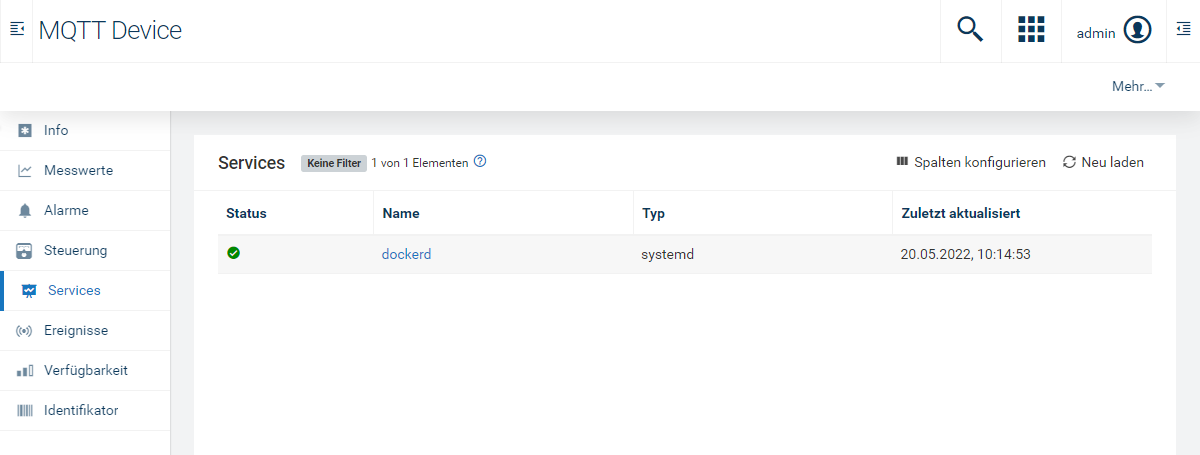 MQTT Device
admin
Mehr...
Info
Messwerte
Alarme
Steuerung
Services
Ereignisse
Verfügbarkeit
Identifikator
Services Keine Filter 1 von 1 Elementen Spalten konfigurieren Neu laden
Status Name Typ Zuletzt aktualisiert
dockerd systemd 20.05.2022, 10:14:53